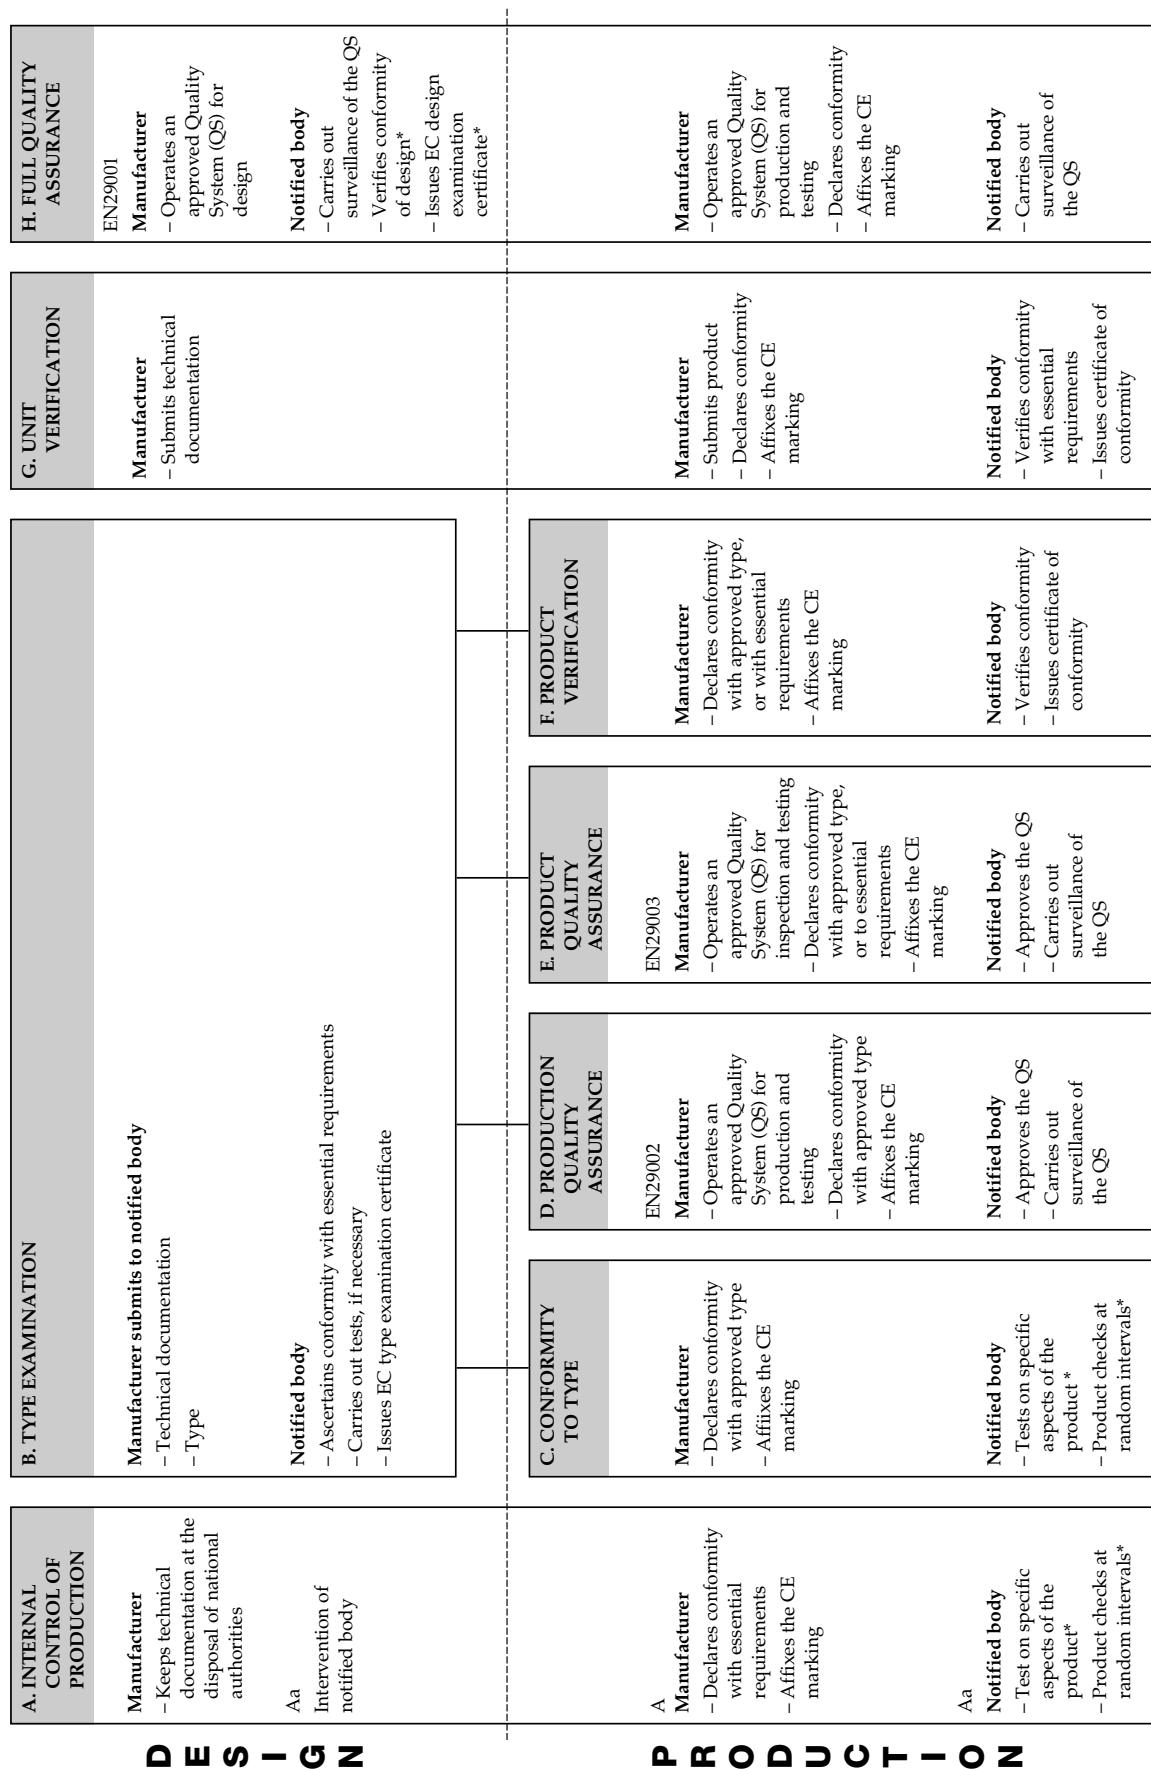 DESIGN
A. INTERNAL
CONTROL OF
PRODUCTION
Manufacturer
– Keeps technical
documentation at the
disposal of national
authorities
Aa
Intervention of
notified body
B. TYPE EXAMINATION
Manufacturer submits to notified body
– Technical documentation
– Type
Notified body
– Ascertains conformity with essential requirements
– Carries out tests, if necessary
– Issues EC type examination certificate
G. UNIT
VERIFICATION
Manufacturer
– Submits technical
documentation
H. FULL QUALITY
ASSURANCE
EN29001
Manufacturer
– Operates an
approved Quality
System (QS) for
design
Notified body
– Carries out
surveillance of the QS
– Verifies conformity
of design*
– Issues EC design
examination
certificate*
PRODUCTION
A
Manufacturer
– Declares conformity
with essential
requirements
– Affixes the CE
marking
Aa
Notified body
– Test on specific
aspects of the
product*
– Product checks at
random intervals*
C. CONFORMITY
TO TYPE
Manufacturer
– Declares conformity
with approved type
– Affiixes the CE
marking
Notified body
– Tests on specific
aspects of the
product *
– Product checks at
random intervals*
D. PRODUCTION
QUALITY
ASSURANCE
EN29002
Manufacturer
– Operates an
approved Quality
System (QS) for
production and
testing
– Declares conformity
with approved type
– Affixes the CE
marking
Notified body
– Approves the QS
– Carries out
surveillance of
the QS
E. PRODUCT
QUALITY
ASSURANCE
EN29003
Manufacturer
– Operates an
approved Quality
System (QS) for
inspection and testing
– Declares conformity
with approved type,
or to essential
requirements
– Affixes the CE
marking
Notified body
– Approves the QS
– Carries out
surveillance of
the QS
F. PRODUCT
VERIFICATION
Manufacturer
– Declares conformity
with approved type,
or with essential
requirements
– Affixes the CE
marking
Notified body
– Verifies conformity
– Issues certificate of
conformity
Manufacturer
– Submits product
– Declares conformity
– Affixes the CE
marking
Notified body
– Verifies conformity
with essential
requirements
– Issues certificate of
conformity
Manufacturer
– Operates an
approved Quality
System (QS) for
production and
testing
– Declares conformity
– Affixes the CE
marking
Notified body
– Carries out
surveillance of
the QS